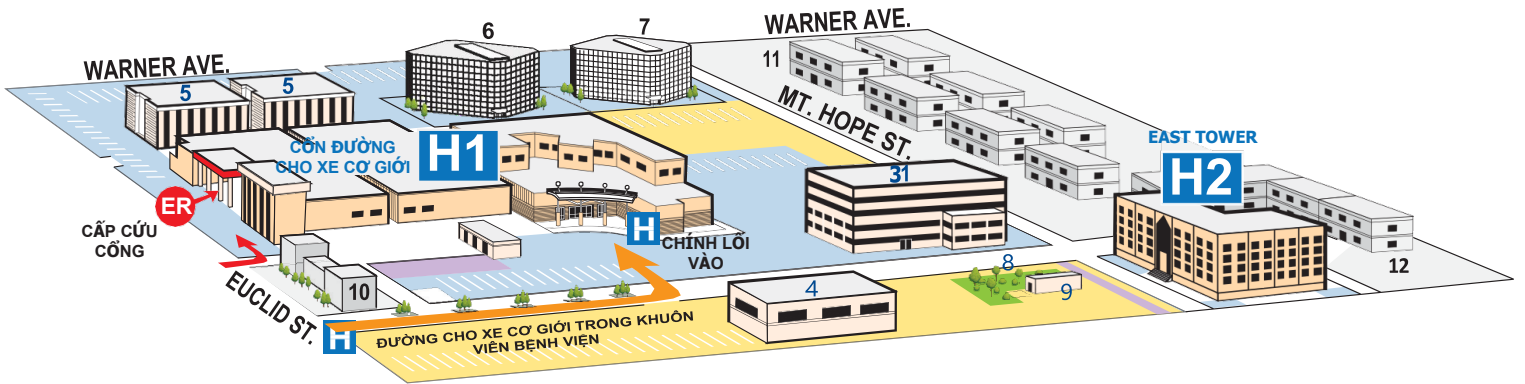 WARNER AVE.
6
7
WARNER AVE.
5
5
11
MT. HOPE ST.
CỔN ĐƯỜNG
CHO XE CƠ GIỚI
H1
EAST TOWER
H2
31
ER
CẤP CỨU
CỔNG
H
CHÍNH LỐI
VÀO
EUCLID ST.
10
8
9
4
12
H
ĐƯỜNG CHO XE CƠ GIỚI TRONG KHUÔN
VIÊN BỆNH VIỆN